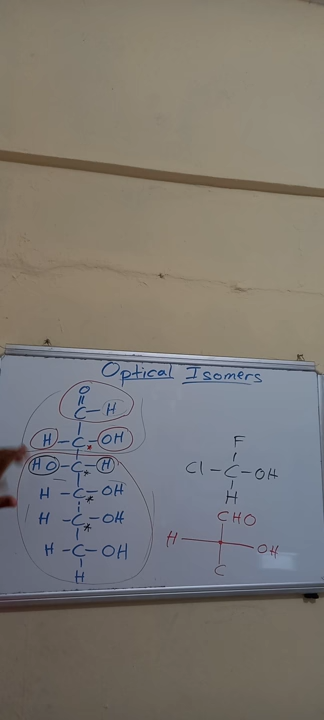 Optical Isomers
O
||
C-H
H-C*-OH
HO-C*-H
H-C*-OH
H-C*-OH
H-C-OH
H
F
Cl-C-OH
H
CHO
H OH
C